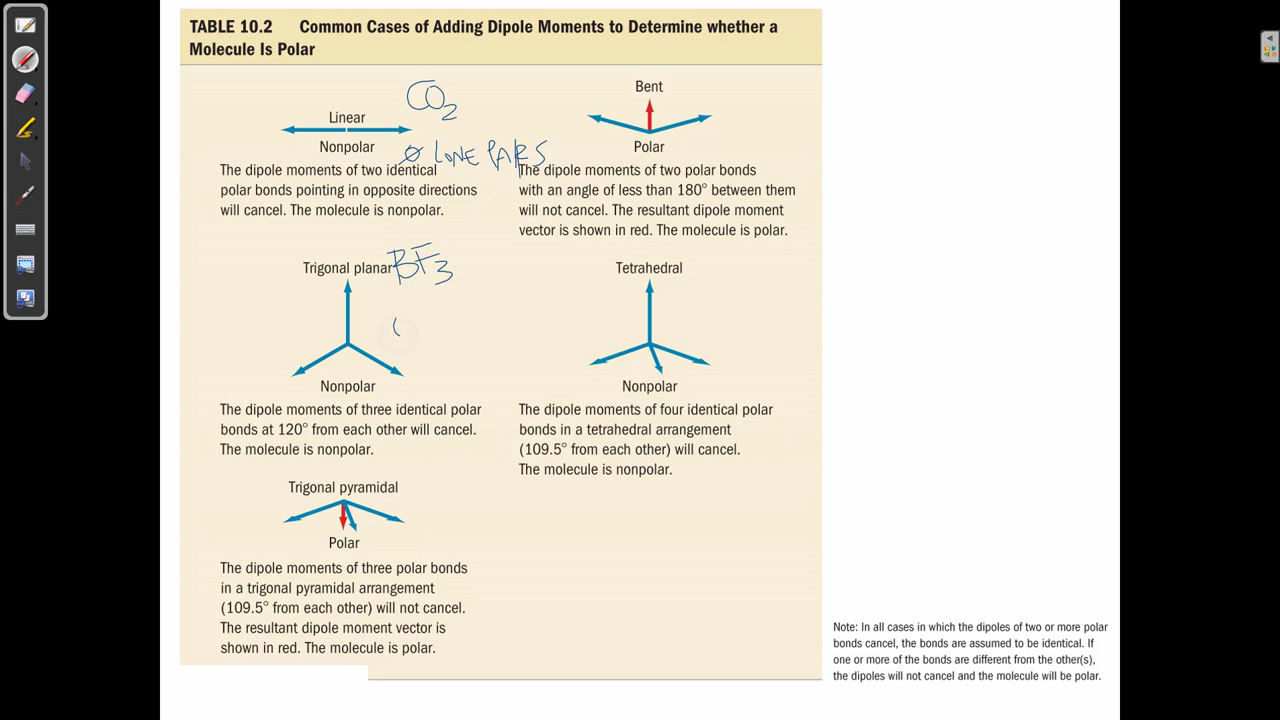 TABLE 10.2 Common Cases of Adding Dipole Moments to Determine whether a
Molecule Is Polar
CO2
Linear
Nonpolar
Ø LONE PAIRS
The dipole moments of two identical
polar bonds pointing in opposite directions
will cancel. The molecule is nonpolar.
Bent
Polar
The dipole moments of two polar bonds
with an angle of less than 180° between them
will not cancel. The resultant dipole moment
vector is shown in red. The molecule is polar.
Trigonal planar
BF3
Nonpolar
The dipole moments of three identical polar
bonds at 120° from each other will cancel.
The molecule is nonpolar.
Tetrahedral
Nonpolar
The dipole moments of four identical polar
bonds in a tetrahedral arrangement
(109.5° from each other) will cancel.
The molecule is nonpolar.
Trigonal pyramidal
Polar
The dipole moments of three polar bonds
in a trigonal pyramidal arrangement
(109.5° from each other) will not cancel.
The resultant dipole moment vector is
shown in red. The molecule is polar.
Note: In all cases in which the dipoles of two or more polar
bonds cancel, the bonds are assumed to be identical. If
one or more of the bonds are different from the other(s),
the dipoles will not cancel and the molecule will be polar.